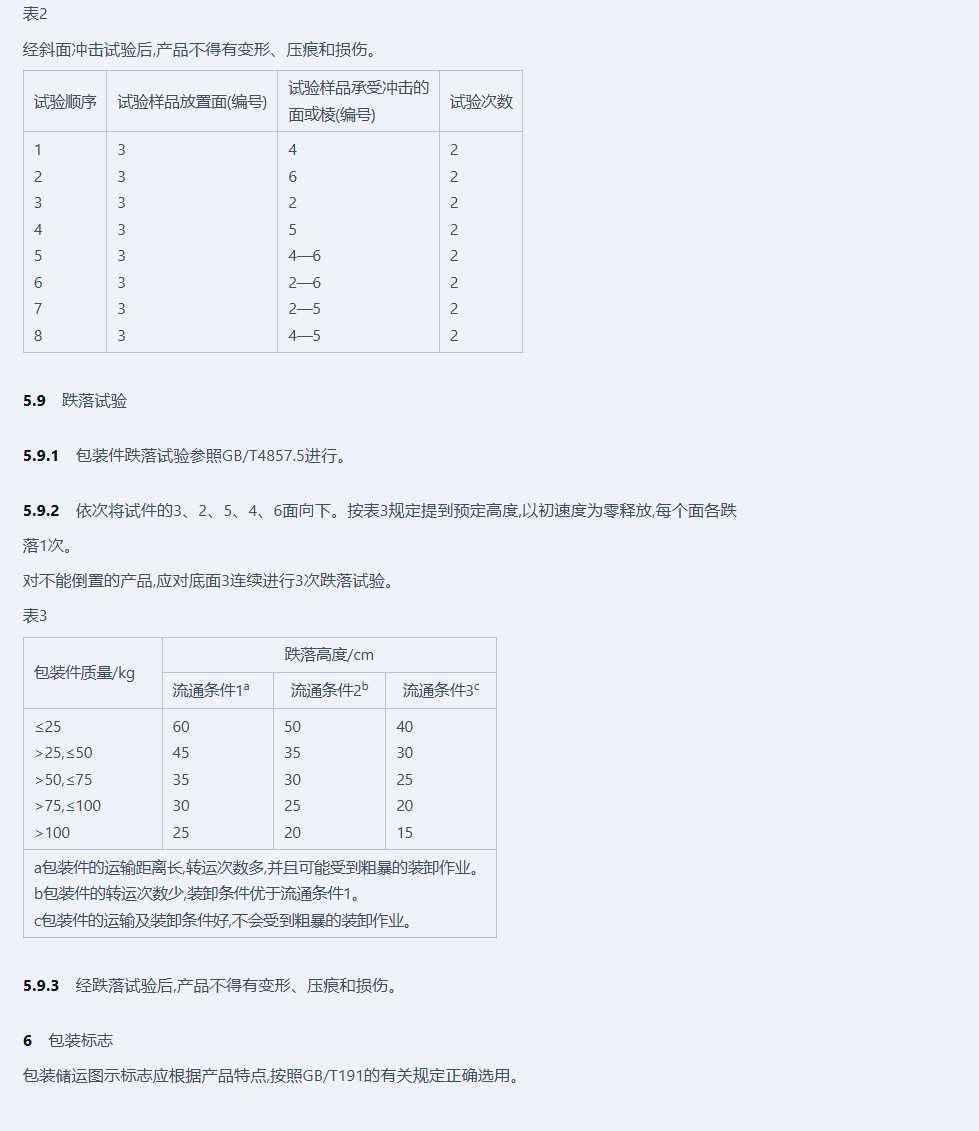 表2
经斜面冲击试验后,产品不得有变形、压痕和损伤。
试验顺序 试验样品放置面(编号) 试验样品承受冲击的面或棱(编号) 试验次数
1 3 4 2
2 3 6 2
3 3 2 2
4 3 5 2
5 3 4—6 2
6 3 2—6 2
7 3 2—5 2
8 3 4—5 2
5.9 跌落试验
5.9.1 包装件跌落试验参照GB/T4857.5进行。
5.9.2 依次将试件的3、2、5、4、6面向下。按表3规定提到预定高度,以初速度为零释放,每个面各跌
落1次。
对不能倒置的产品,应对底面3连续进行3次跌落试验。
表3
包装件质量/kg 跌落高度/cm
流通条件1a 流通条件2b 流通条件3c
≤25 60 50 40
>25,≤50 45 35 30
>50,≤75 35 30 25
>75,≤100 30 25 20
>100 25 20 15
a包装件的运输距离长,转运次数多,并且可能受到粗暴的装卸作业。
b包装件的转运次数少,装卸条件优于流通条件1。
c包装件的运输及装卸条件好,不会受到粗暴的装卸作业。
5.9.3 经跌落试验后,产品不得有变形、压痕和损伤。
6 包装标志
包装储运图示标志应根据产品特点,按照GB/T191的有关规定正确选用。